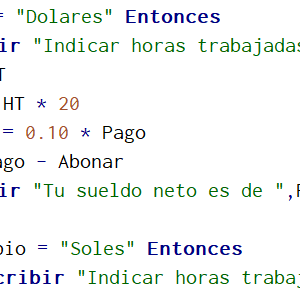 = "Dolares" Entonces
ir "Indicar horas trabajadas
T
HT * 20
= 0.10 * Pago
ago - Abonar
ir "Tu sueldo neto es de ",P
bio = "Soles" Entonces
cribir "Indicar horas trabaj